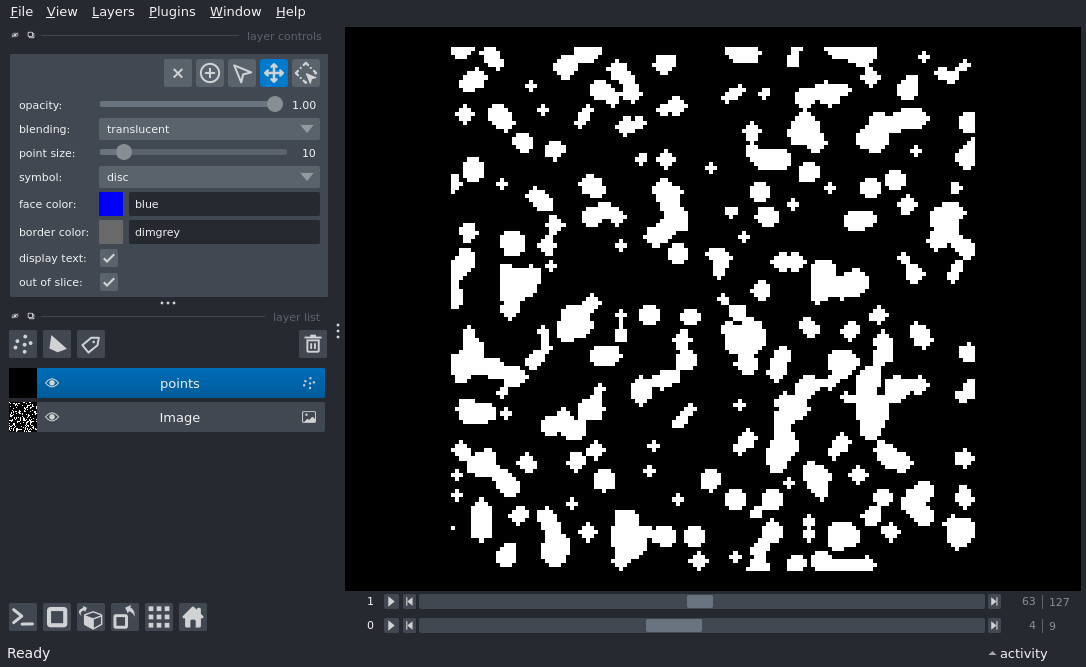 File View Layers Plugins Window Help
layer controls
opacity: 1.00
blending: translucent
point size: 10
symbol: disc
face color: blue
border color: dimgrey
display text:
out of slice:
layer list
points
Image
1 63 127
0 4 9
Ready activity